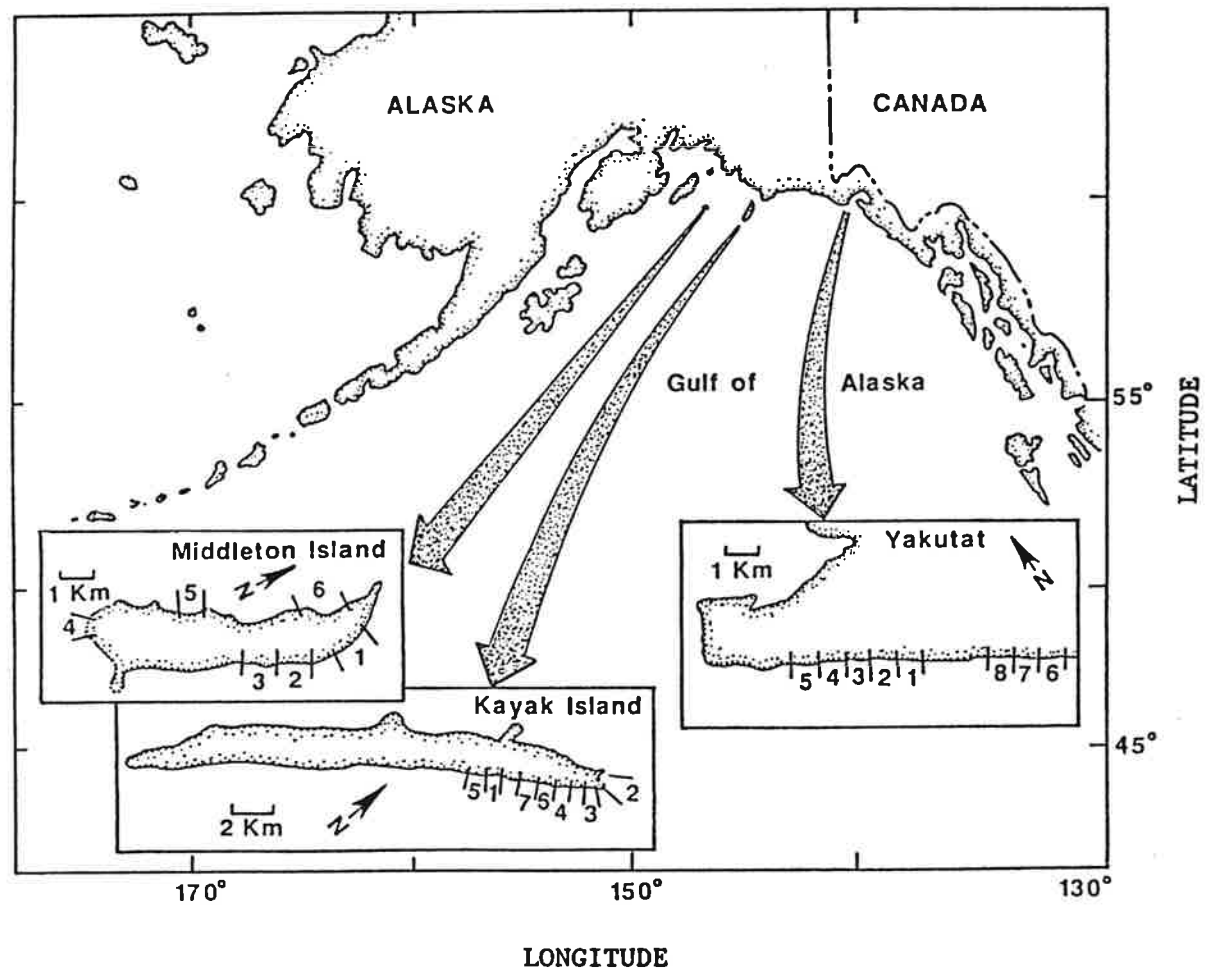 ALASKA
CANADA
Gulf of Alaska
55°
45°
LATITUDE
Middleton Island
1 Km
N
5
6
4
3
2
1
Kayak Island
2 Km
N
5
1
7
6
4
3
2
Yakutat
1 Km
N
5
4
3
2
1
8
7
6
170°
150°
130°
LONGITUDE